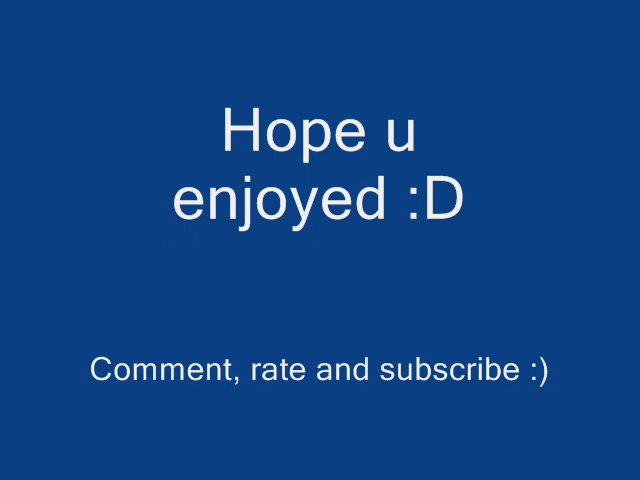 Hope u
enjoyed :D
Comment, rate and subscribe :)